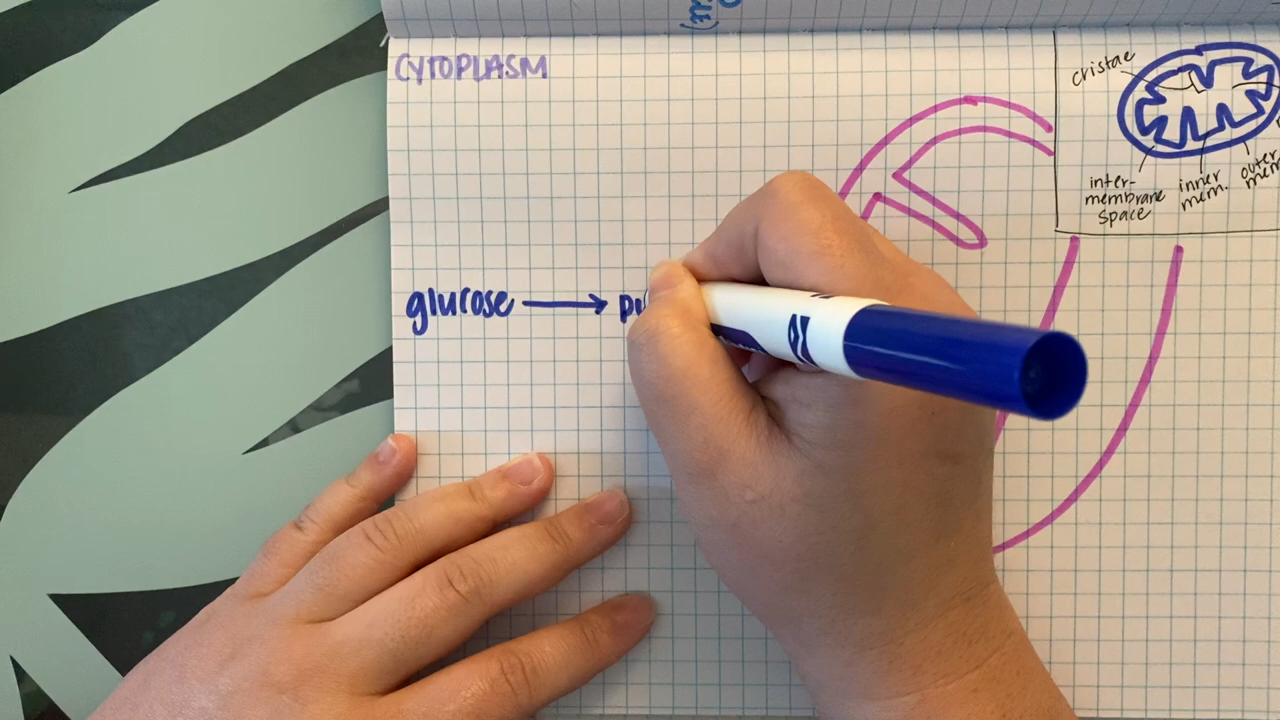 CYTOPLASM
cristae
inter-
membrane
space
inner
mem.
outer
glucose →